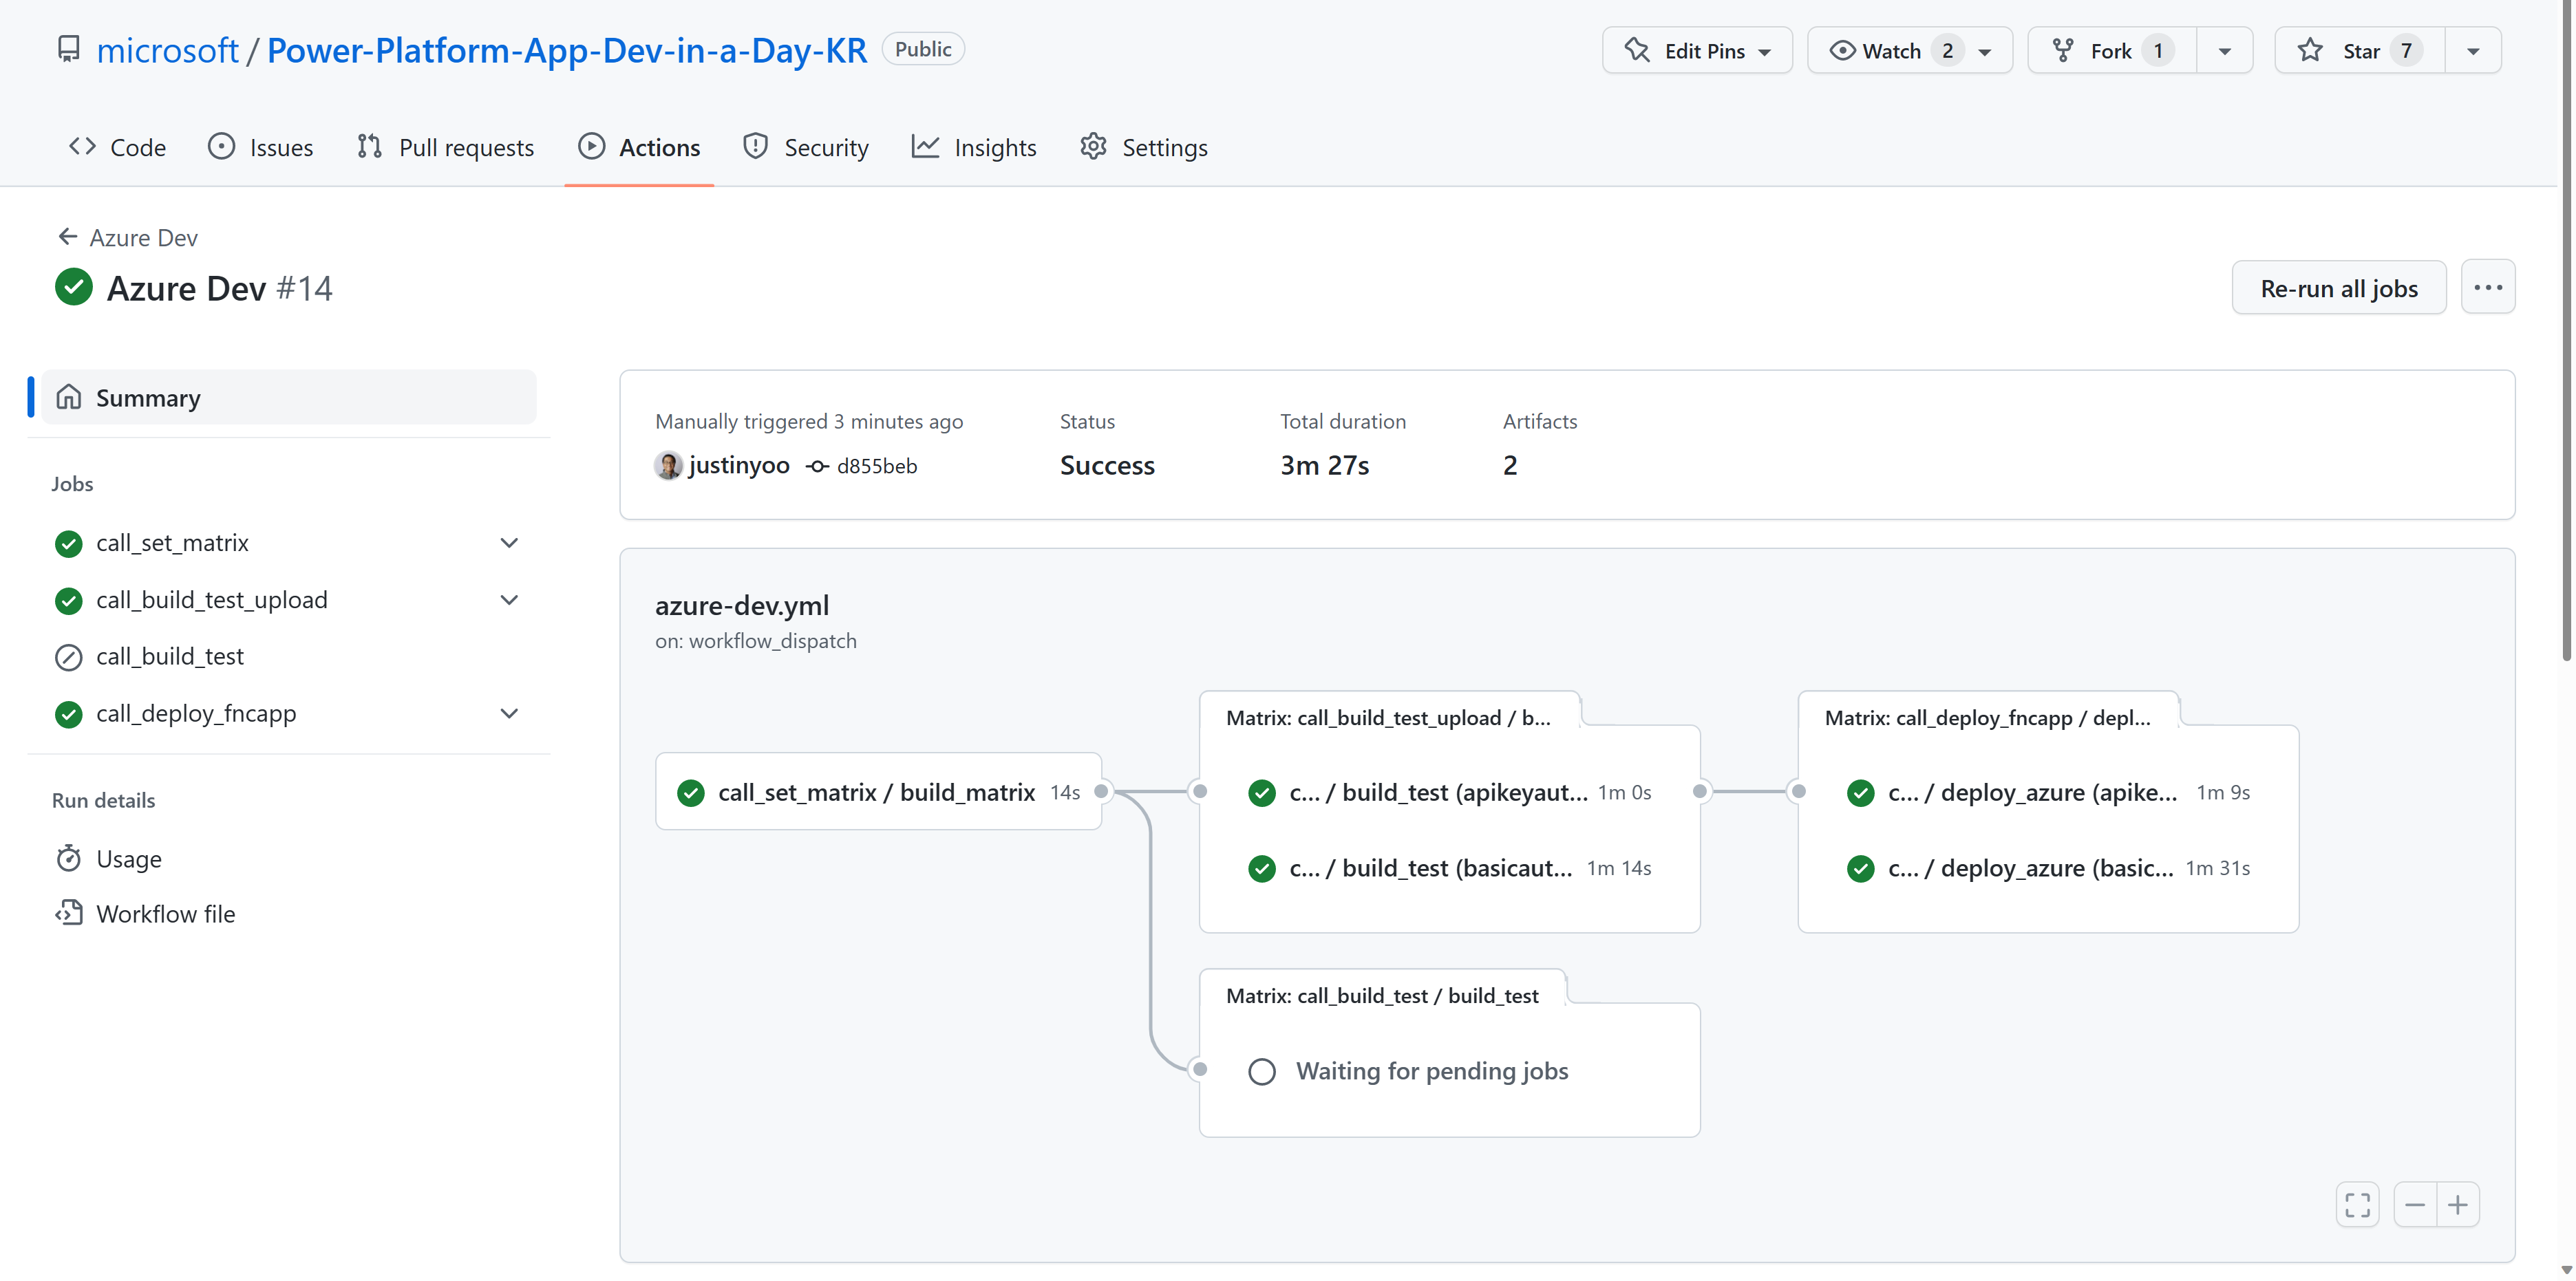 microsoft / Power-Platform-App-Dev-in-a-Day-KR Public Edit Pins Watch 2 Fork 1 Star 7
Code Issues Pull requests Actions Security Insights Settings
Azure Dev
Azure Dev #14
Re-run all jobs
Summary
Jobs
call_set_matrix
call_build_test_upload
call_build_test
call_deploy_fncapp
Run details
Usage
Workflow file
Manually triggered 3 minutes ago
justinyoo d855beb
Status
Success
Total duration
3m 27s
Artifacts
2
azure-dev.yml
on: workflow_dispatch
call_set_matrix / build_matrix 14s
Matrix: call_build_test_upload / b...
c... / build_test (apikeyaut... 1m 0s
c... / build_test (basicaut... 1m 14s
Matrix: call_deploy_fncapp / depl...
c... / deploy_azure (apike... 1m 9s
c... / deploy_azure (basic... 1m 31s
Matrix: call_build_test / build_test
Waiting for pending jobs